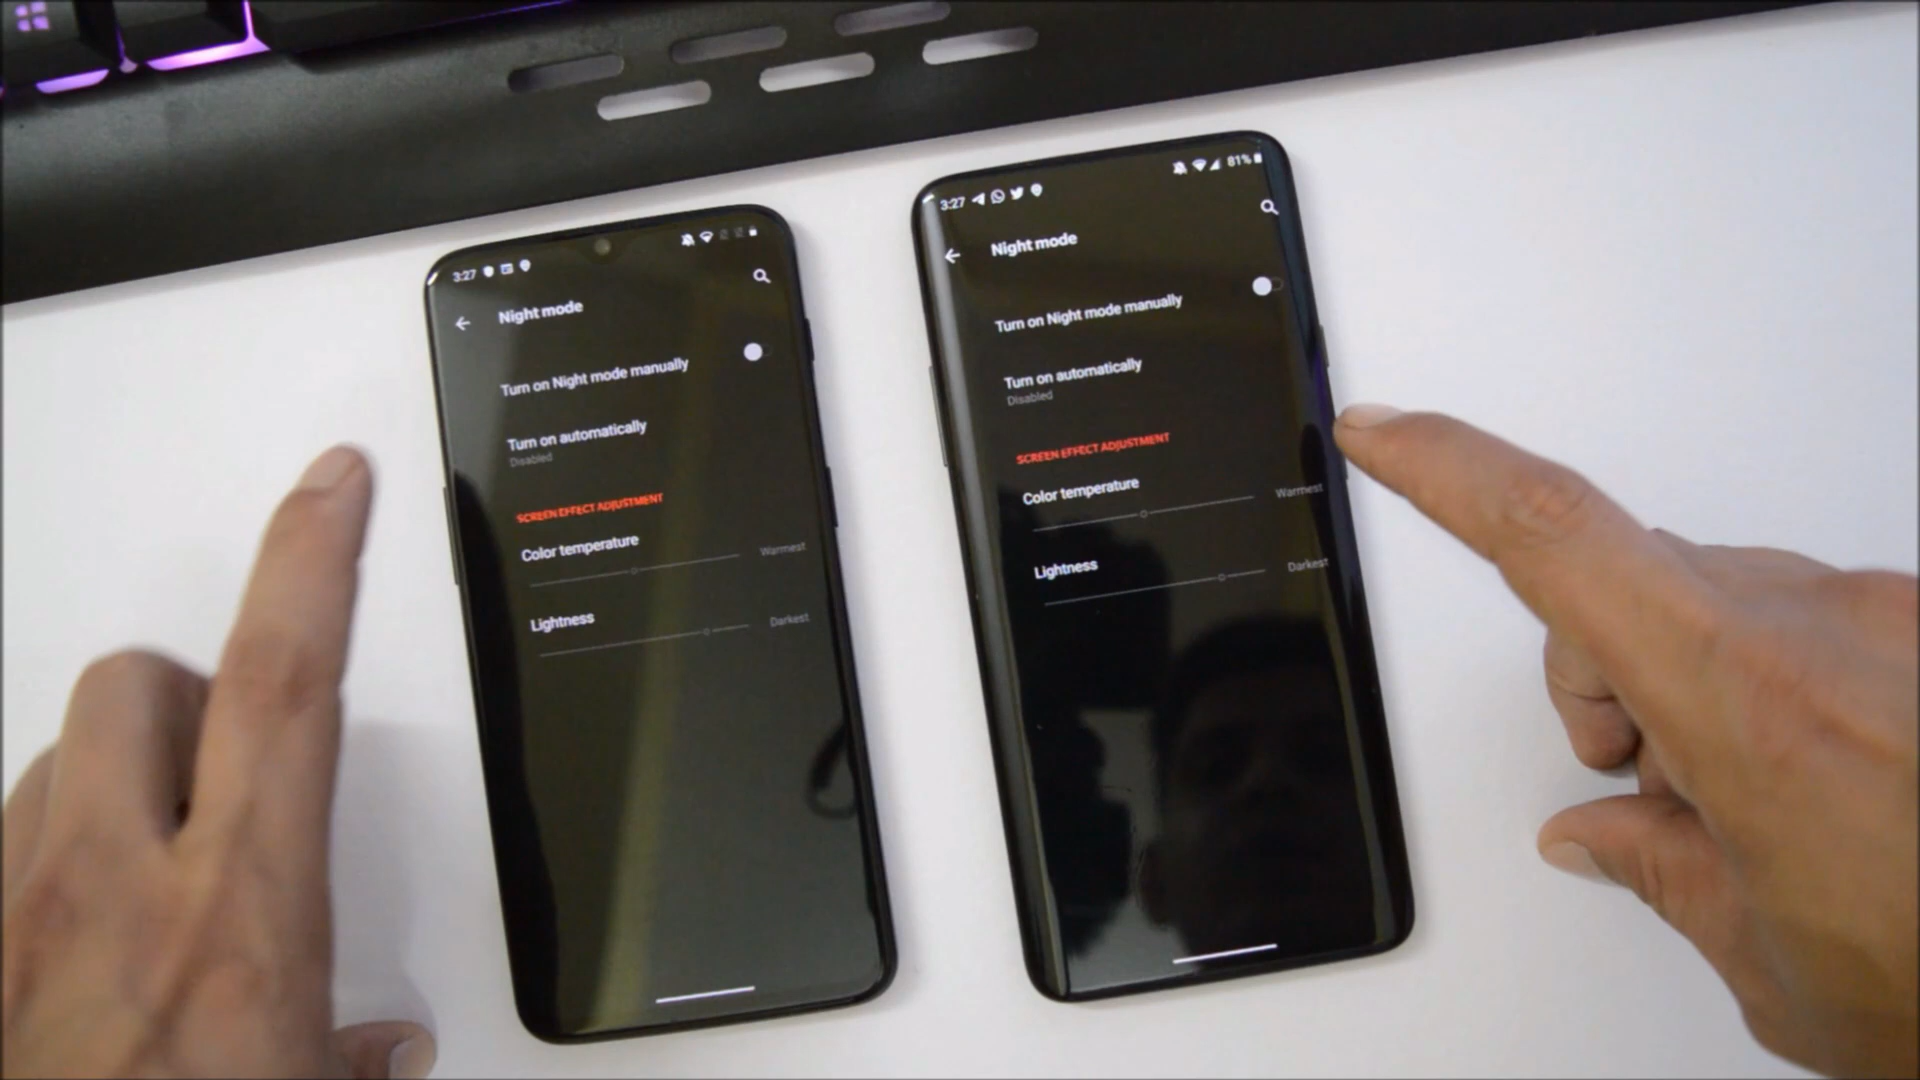 3:27
Night mode
Turn on Night mode manually
Turn on automatically
Disabled
SCREEN EFFECT ADJUSTMENT
Color temperature
Warmest
Lightness
Darkest
3:27
81%
Night mode
Turn on Night mode manually
Turn on automatically
Disabled
SCREEN EFFECT ADJUSTMENT
Color temperature
Warmest
Lightness
Darkest